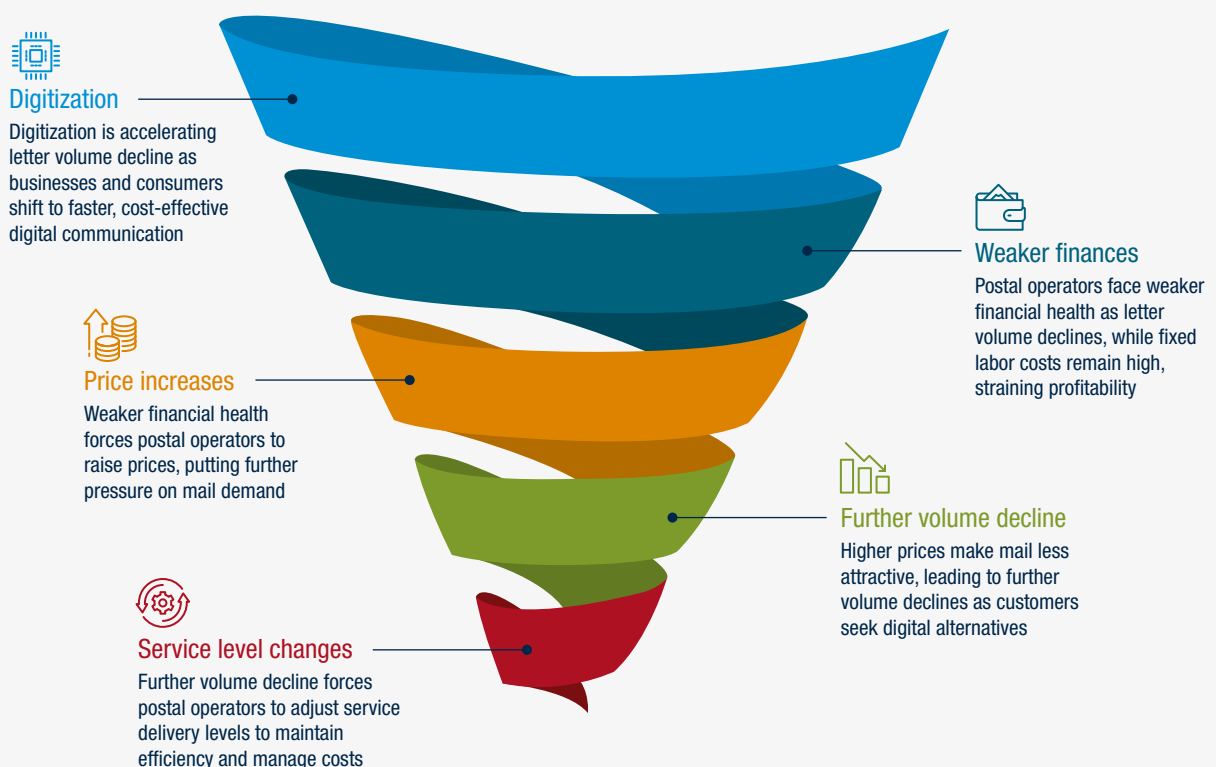 Digitization
Digitization is accelerating
letter volume decline as
businesses and consumers
shift to faster, cost-effective
digital communication
Weaker finances
Postal operators face weaker
financial health as letter
volume declines, while fixed
labor costs remain high,
straining profitability
Price increases
Weaker financial health
forces postal operators to
raise prices, putting further
pressure on mail demand
Further volume decline
Higher prices make mail less
attractive, leading to further
volume declines as customers
seek digital alternatives
Service level changes
Further volume decline forces
postal operators to adjust service
delivery levels to maintain
efficiency and manage costs